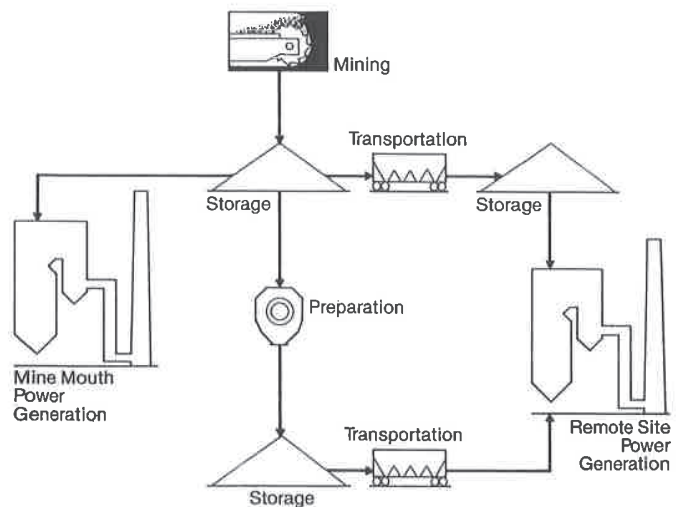 Mining
Transportation
Storage
Storage
Preparation
Mine Mouth
Power
Generation
Transportation
Remote Site
Power
Generation
Storage